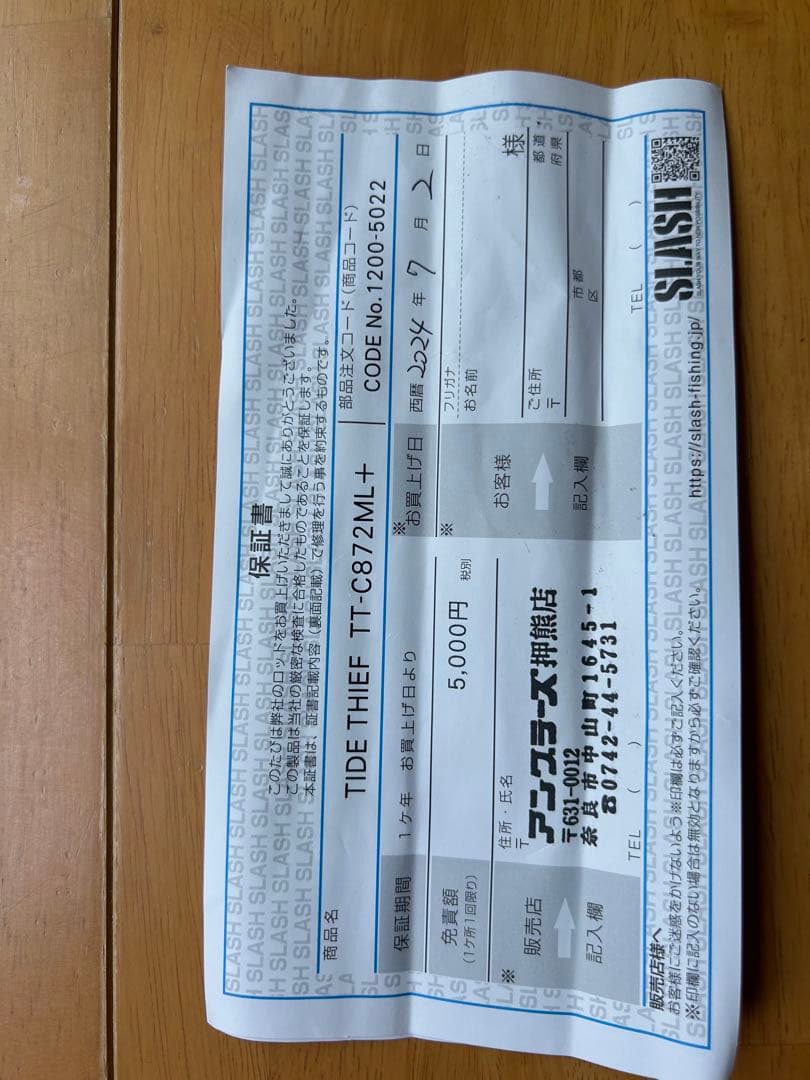 保証書
このたびは弊社のロッドをお買上げいただきまして誠にありがとうございました。
この製品は当社の厳密な検査に合格したものであることを保証します。
本証書は、証書記載内容（裏面記載）で修理を行う事を約束するものです。
商品名
TIDE THIEF TT-C872ML+
部品注文コード（商品コード）
CODE No.1200-5022
保証期間
1ヶ年 お買上げ日より
※お買上げ日
西暦 2024 年 7 月 2 日
免責額
（1ヶ所1回限り）
5,000円 税別
※
お客様
記入欄
フリガナ
お名前
様
ご住所
〒
都道
府県
市都
区
TEL （ ）
※
販売店
記入欄
住所・氏名
〒
アングラーズ押熊店
〒631-0012
奈良市中山町1645-1
☎0742-44-5731
TEL （ ）
販売店様へ
お客様にご迷惑をかけないよう※印欄は必ずご記入ください。
※印欄に記入のない場合は無効となりますから必ずご確認ください。
https://slash-fishing.jp/
SLASH